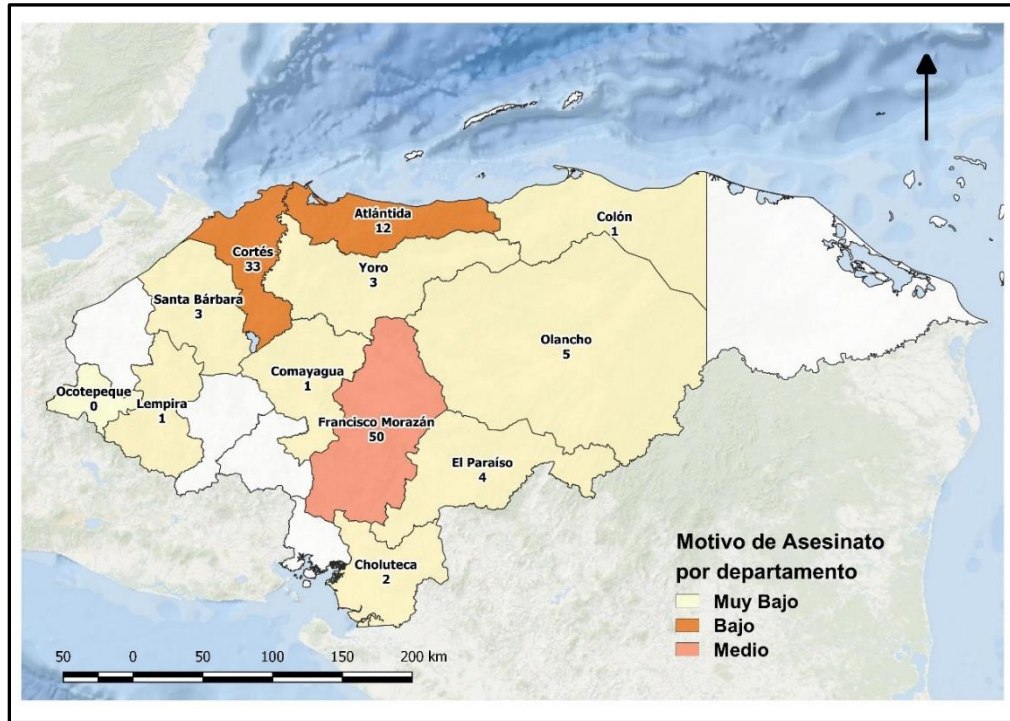 Atlántida
12
Colón
1
Cortés
33
Yoro
3
Santa Bárbara
3
Olancho
5
Comayagua
1
Ocotepeque
0
Lempira
1
Francisco Morazán
50
El Paraíso
4
Choluteca
2
Motivo de Asesinato
por departamento
Muy Bajo
Bajo
Medio
50 0 50 100 150 200 km